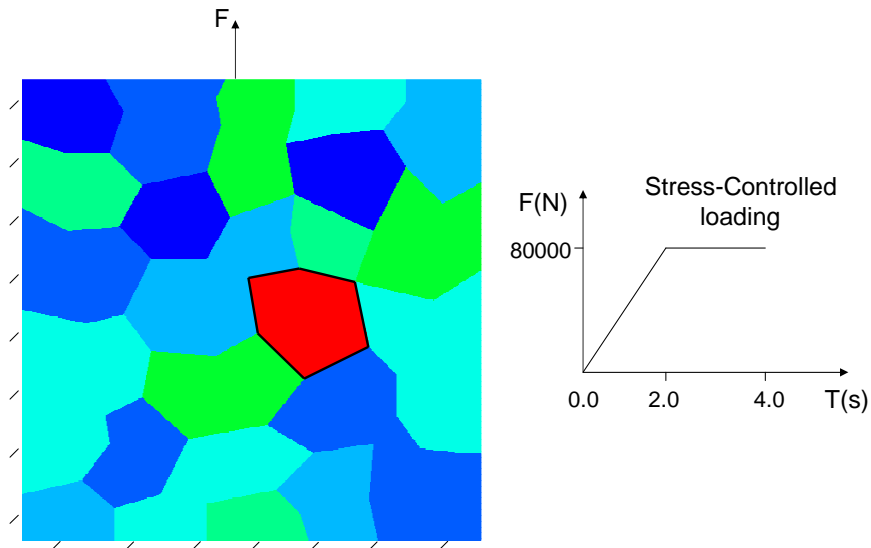 F
Stress-Controlled
loading
F(N)
80000
0.0
2.0
4.0
T(s)